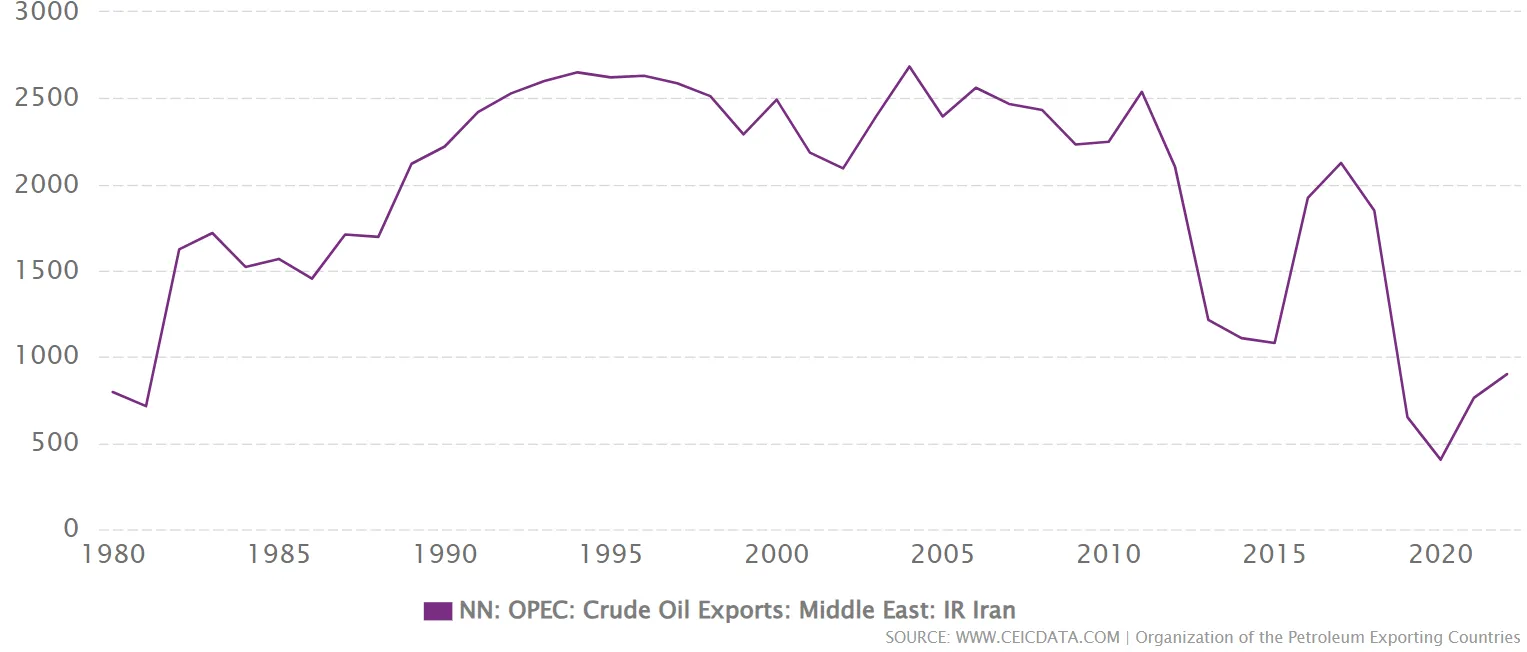 3000
2500
2000
1500
1000
500
0
1980 1985 1990 1995 2000 2005 2010 2015 2020
NN: OPEC: Crude Oil Exports: Middle East: IR Iran
SOURCE: WWW.CEICDATA.COM | Organization of the Petroleum Exporting Countries